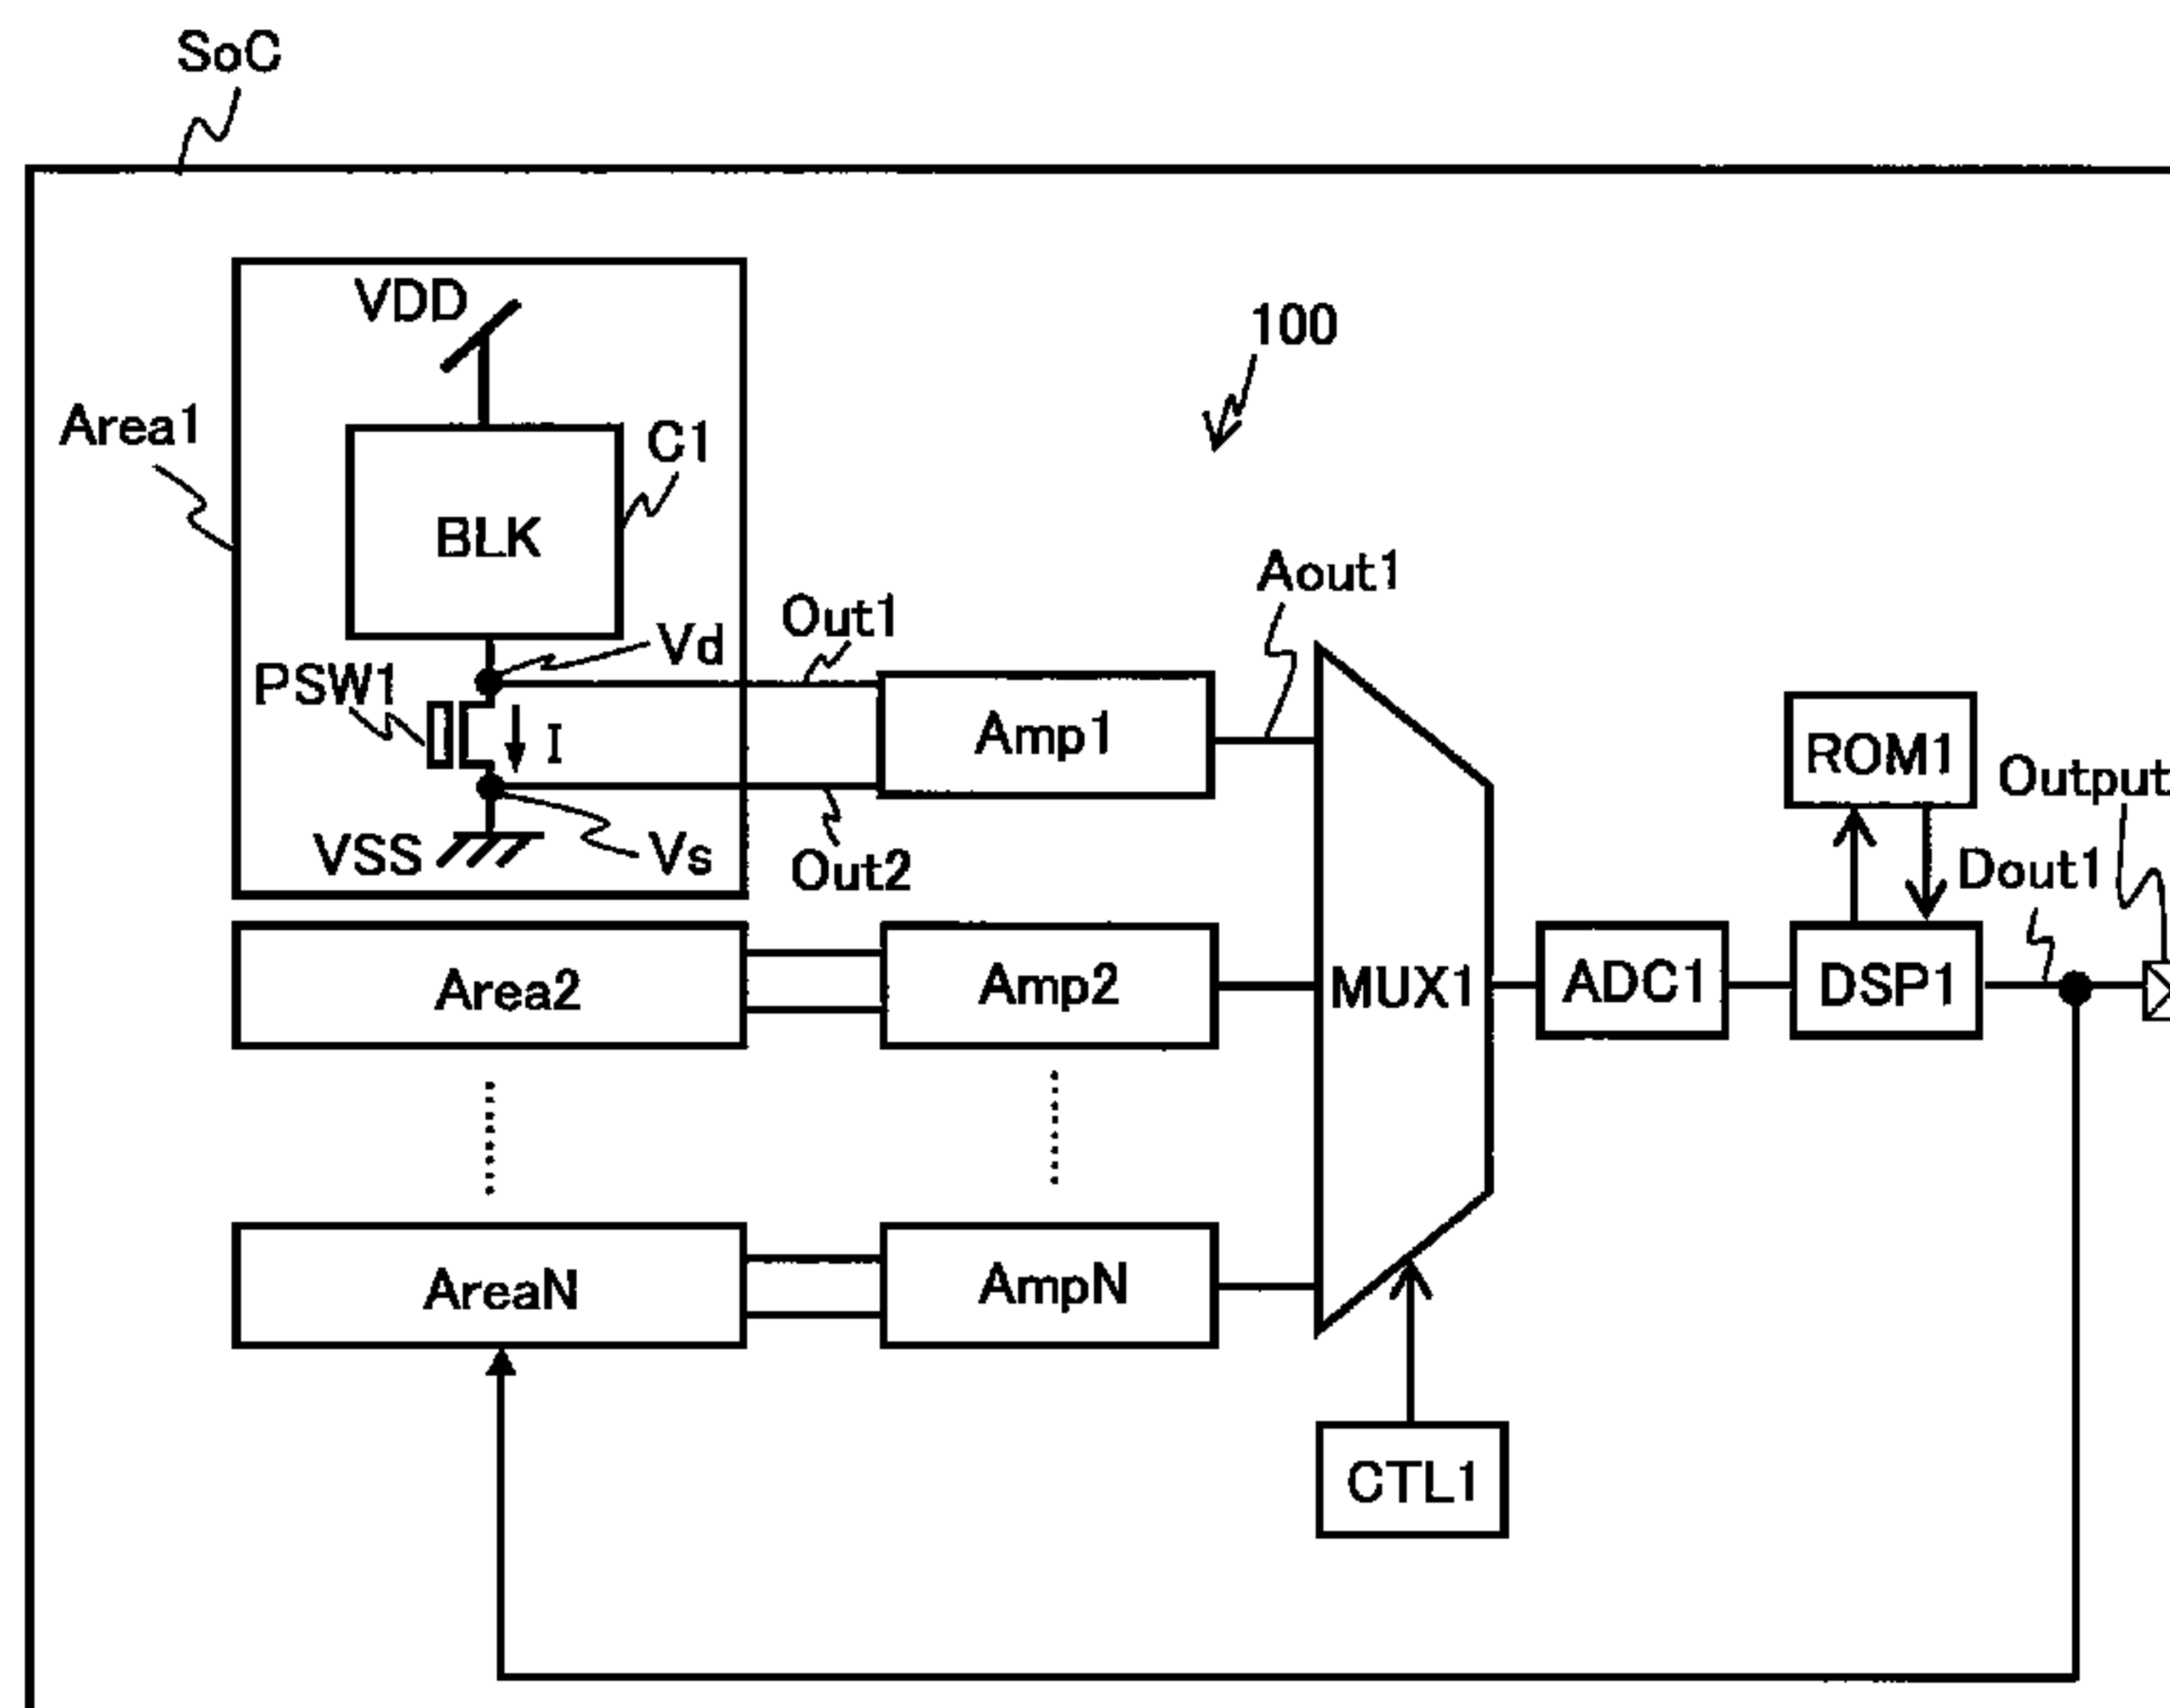 SoC
VDD
100
Area1
C1
BLK
Aout1
Out1
Vd
PSW1
I
Amp1
ROM1
Output
VSS
Vs
Out2
Dout1
Area2
Amp2
MUX1
ADC1
DSP1
AreaN
AmpN
CTL1